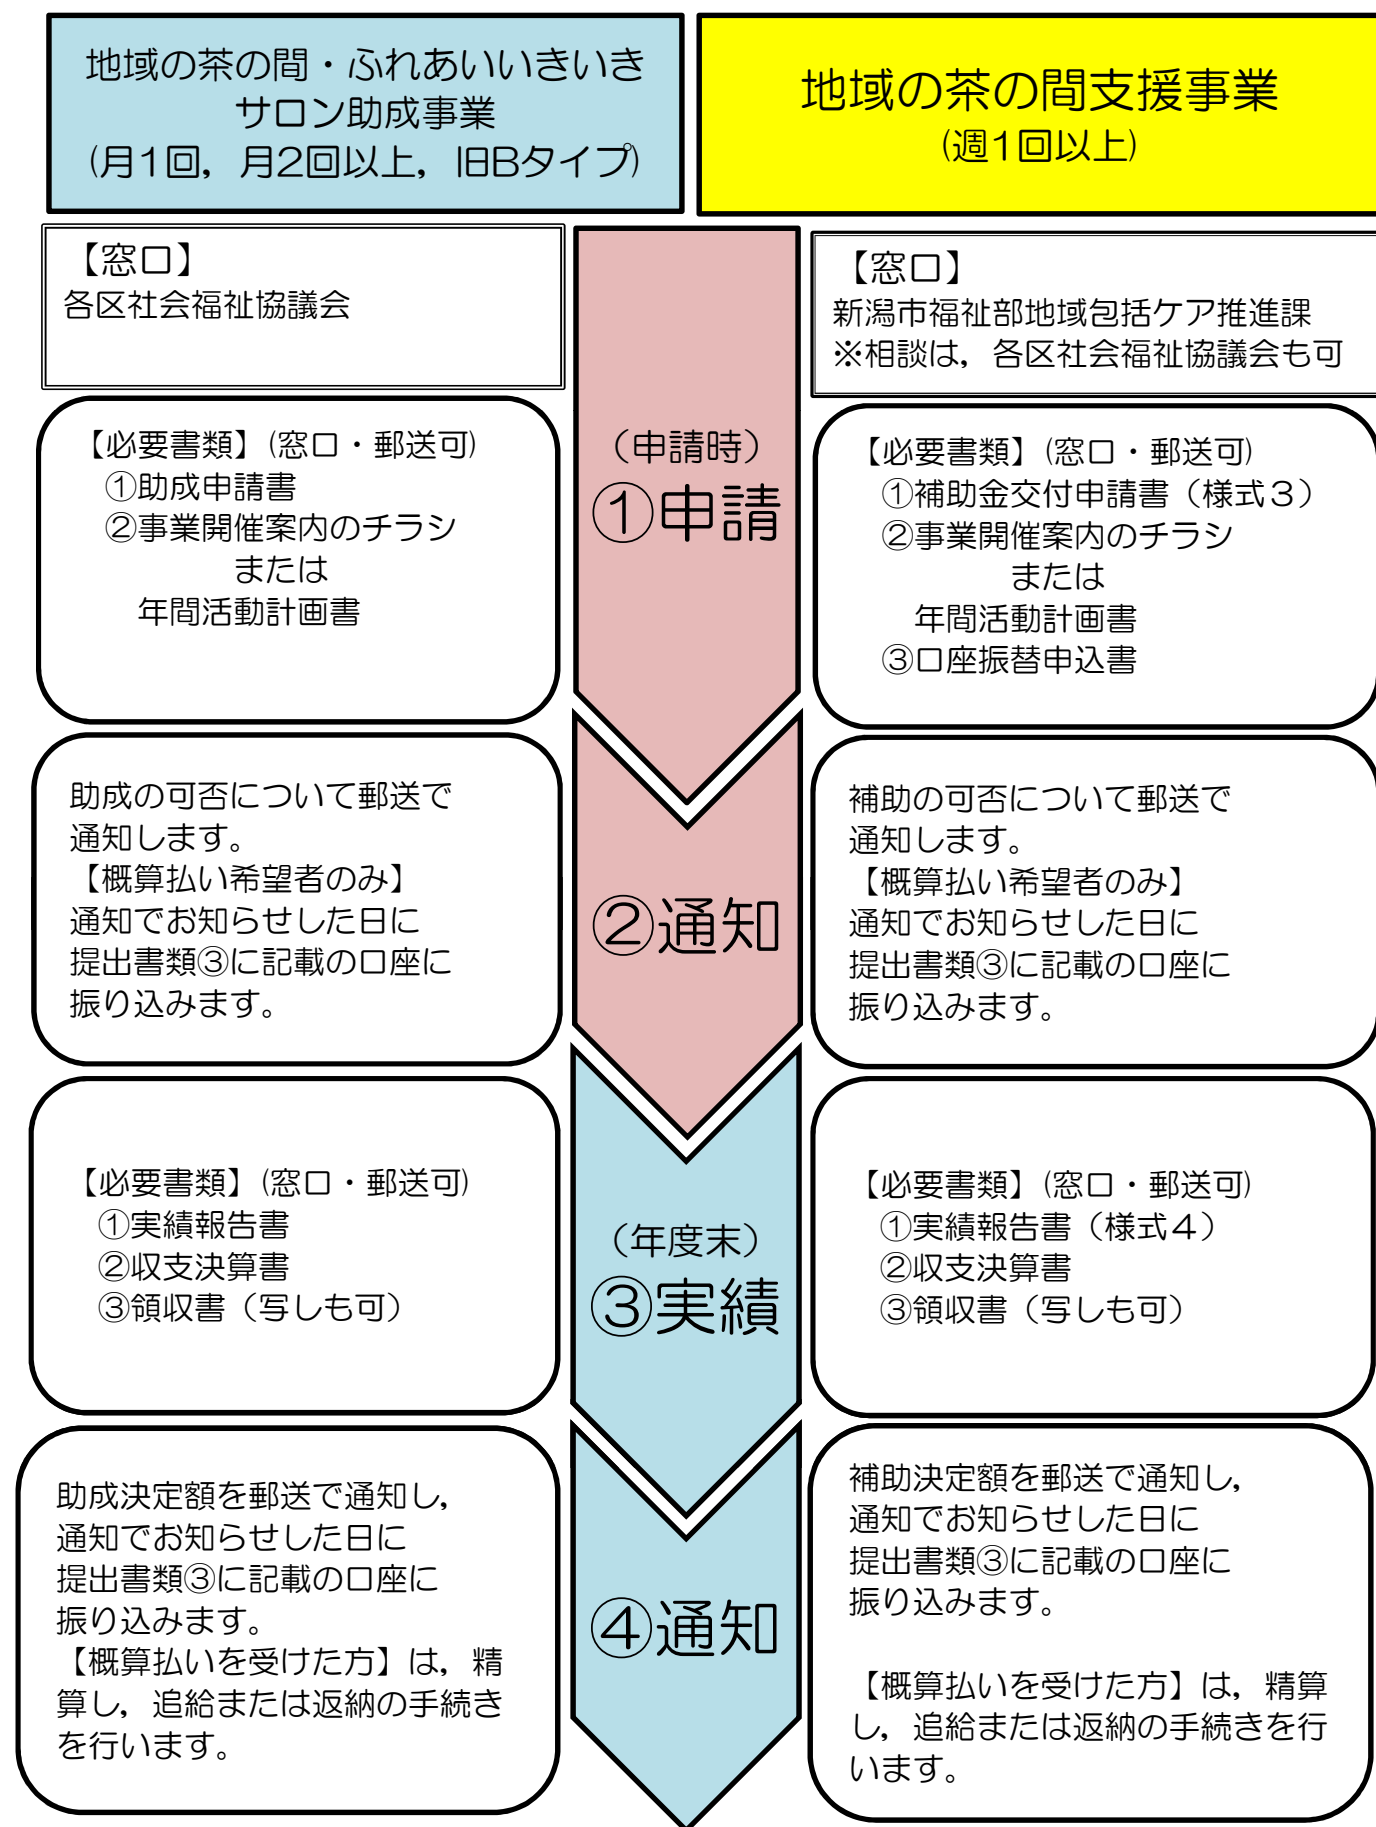 地域の茶の間・ふれあいいきいき
サロン助成事業
(月1回，月2回以上，旧Bタイプ)
地域の茶の間支援事業
(週1回以上)
【窓口】
各区社会福祉協議会
【窓口】
新潟市福祉部地域包括ケア推進課
※相談は，各区社会福祉協議会も可
（申請時）
①申請
【必要書類】(窓口・郵送可)
①助成申請書
②事業開催案内のチラシ
または
年間活動計画書
【必要書類】(窓口・郵送可)
①補助金交付申請書（様式３）
②事業開催案内のチラシ
または
年間活動計画書
③口座振替申込書
②通知
助成の可否について郵送で
通知します。
【概算払い希望者のみ】
通知でお知らせした日に
提出書類③に記載の口座に
振り込みます。
補助の可否について郵送で
通知します。
【概算払い希望者のみ】
通知でお知らせした日に
提出書類③に記載の口座に
振り込みます。
（年度末）
③実績
【必要書類】(窓口・郵送可)
①実績報告書
②収支決算書
③領収書（写しも可）
【必要書類】(窓口・郵送可)
①実績報告書（様式４）
②収支決算書
③領収書（写しも可）
④通知
助成決定額を郵送で通知し，
通知でお知らせした日に
提出書類③に記載の口座に
振り込みます。
【概算払いを受けた方】は，精
算し，追給または返納の手続き
を行います。
補助決定額を郵送で通知し，
通知でお知らせした日に
提出書類③に記載の口座に
振り込みます。
【概算払いを受けた方】は，精算
し，追給または返納の手続きを行
います。